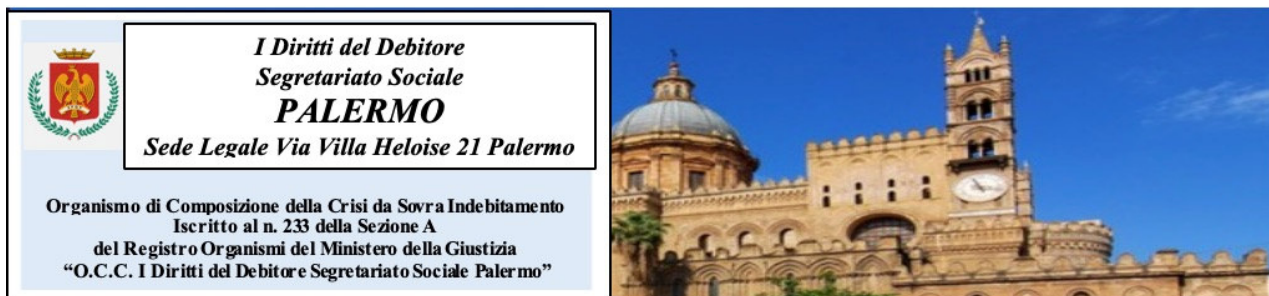 I Diritti del Debitore
Segretariato Sociale
PALERMO
Sede Legale Via Villa Heloise 21 Palermo
Organismo di Composizione della Crisi da Sovra Indebitamento
Iscritto al n. 233 della Sezione A
del Registro Organismi del Ministero della Giustizia
“O.C.C. I Diritti del Debitore Segretariato Sociale Palermo”